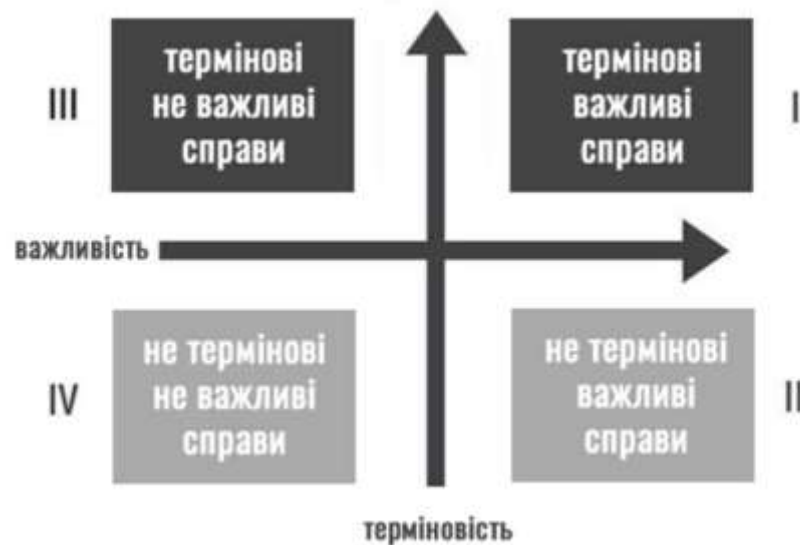 III
термінові
не важливі
справи
термінові
важливі
справи
I
важливість
IV
не термінові
не важливі
справи
не термінові
важливі
справи
II
терміновість